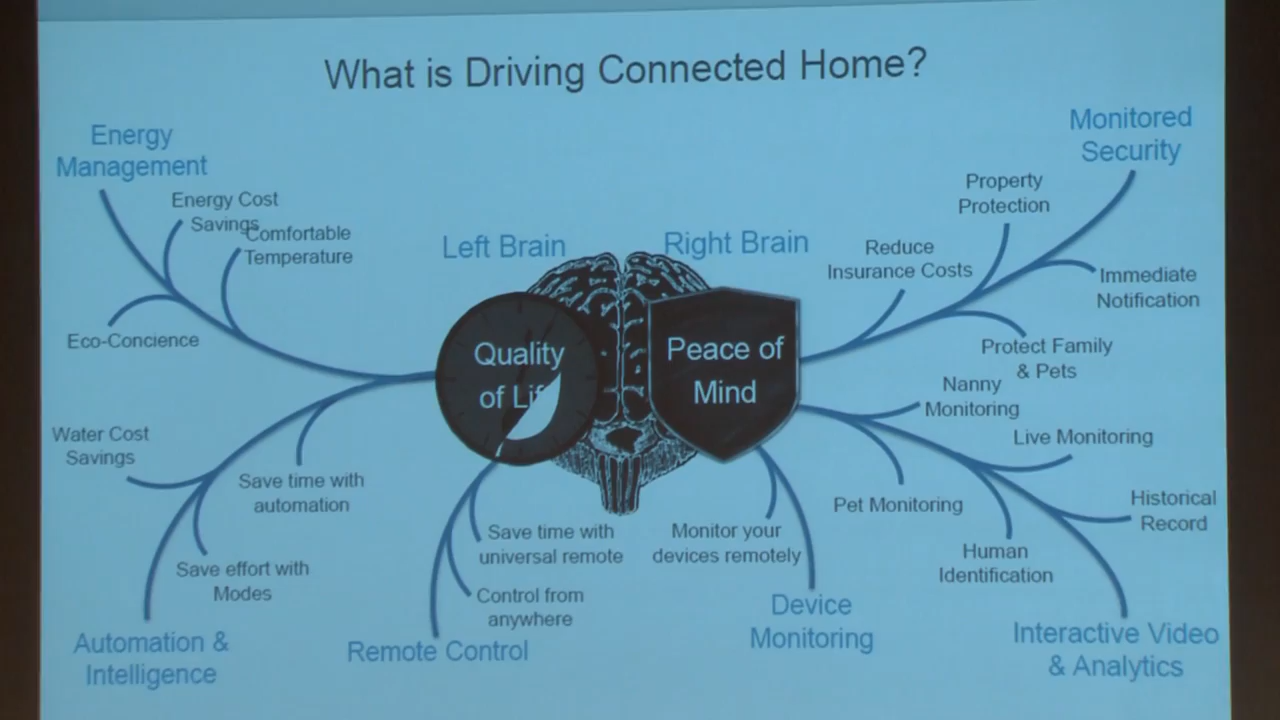 What is Driving Connected Home?
Energy
Management
Energy Cost
Savings
Comfortable
Temperature
Eco-Concience
Left Brain
Quality
of Life
Water Cost
Savings
Save time with
automation
Save effort with
Modes
Automation &
Intelligence
Save time with
universal remote
Control from
anywhere
Remote Control
Right Brain
Peace of
Mind
Monitored
Security
Property
Protection
Reduce
Insurance Costs
Immediate
Notification
Protect Family
& Pets
Nanny
Monitoring
Live Monitoring
Pet Monitoring
Historical
Record
Human
Identification
Monitor your
devices remotely
Device
Monitoring
Interactive Video
& Analytics